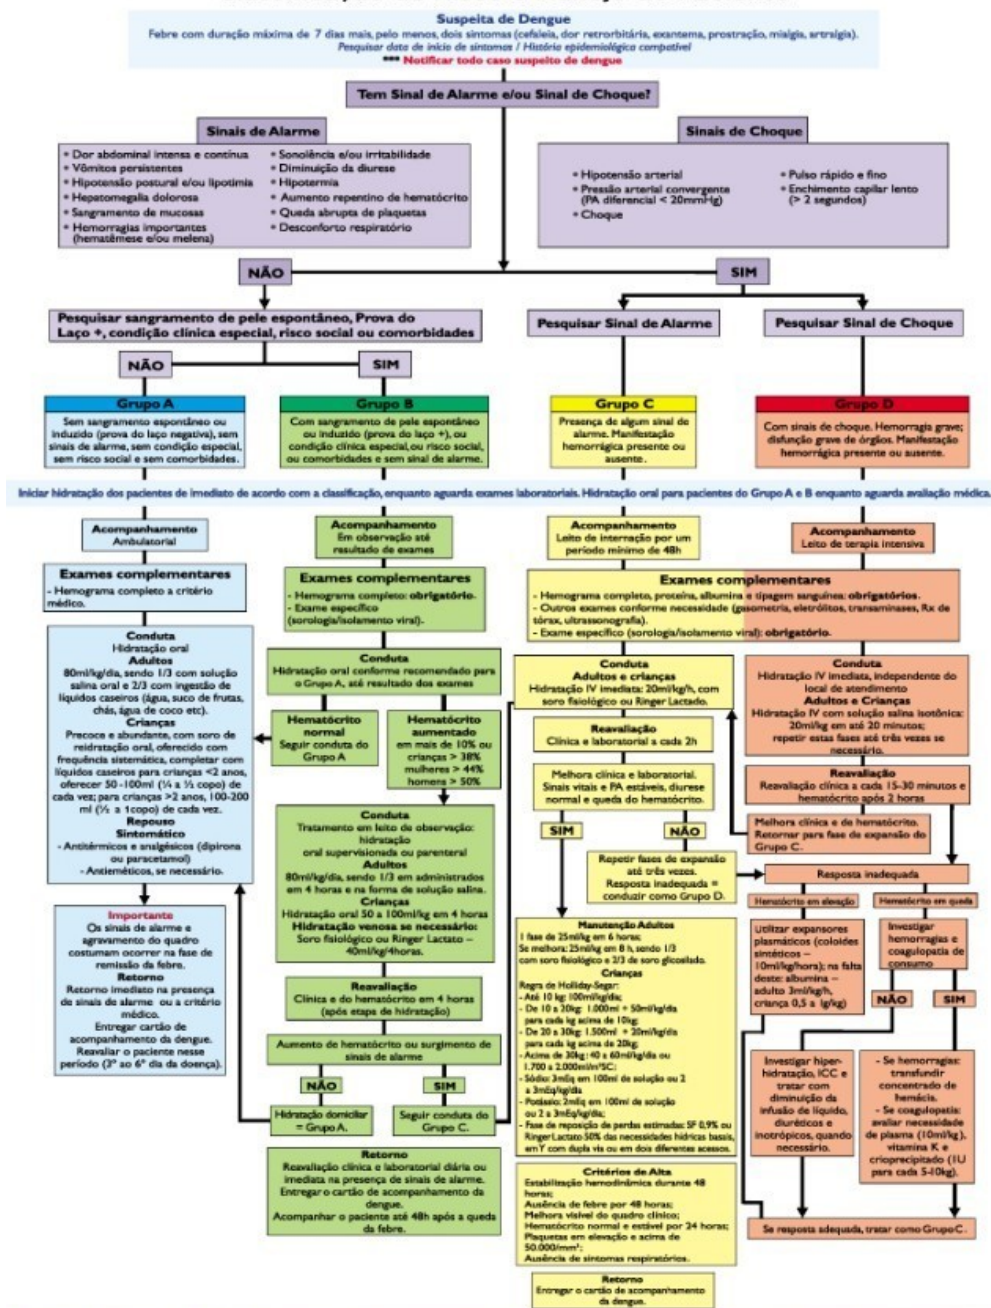 Suspeita de Dengue
Febre com duração máxima de 7 dias mais, pelo menos, dois sintomas (cefaleia, dor retrorbitária, exantema, prostração, mialgia, artralgia).
Pesquisar data de início de sintomas / História epidemiológica compatível
*** Notificar todo caso suspeito de dengue
Tem Sinal de Alarme e/ou Sinal de Choque?
Sinais de Alarme
• Dor abdominal intensa e contínua
• Vômitos persistentes
• Hipotensão postural e/ou lipotimia
• Hepatomegalia dolorosa
• Sangramento de mucosas
• Hemorragias importantes
(hematêmese e/ou melena)
• Sonolência e/ou irritabilidade
• Diminuição da diurese
• Hipotermia
• Aumento repentino de hematócrito
• Queda abrupta de plaquetas
• Desconforto respiratório
Sinais de Choque
• Hipotensão arterial
• Pressão arterial convergente
(PA diferencial < 20mmHg)
• Choque
• Pulso rápido e fino
• Enchimento capilar lento
(> 2 segundos)
NÃO
SIM
Pesquisar sangramento de pele espontâneo, Prova do
Laço +, condição clínica especial, risco social ou comorbidades
Pesquisar Sinal de Alarme
Pesquisar Sinal de Choque
NÃO
SIM
Grupo A
Sem sangramento espontâneo ou
induzido (prova do laço negativa), sem
sinais de alarme, sem condição especial,
sem risco social e sem comorbidades.
Grupo B
Com sangramento de pele espontâneo
ou induzido (prova do laço +), ou
condição clínica especial, ou risco social,
ou comorbidades e sem sinal de alarme.
Grupo C
Presença de algum sinal de
alarme. Manifestação
hemorrágica presente ou
ausente.
Grupo D
Com sinais de choque. Hemorragia grave;
disfunção grave de órgãos. Manifestação
hemorrágica presente ou ausente.
Iniciar hidratação dos pacientes de imediato de acordo com a classificação, enquanto aguarda exames laboratoriais. Hidratação oral para pacientes do Grupo A e B enquanto aguarda avaliação médica.
Acompanhamento
Ambulatorial
Exames complementares
- Hemograma completo a critério
médico.
Conduta
Hidratação oral
Adultos
80ml/kg/dia, sendo 1/3 com solução
salina oral e 2/3 com ingestão de
líquidos caseiros (água, suco de frutas,
chás, água de coco etc).
Crianças
Precoce e abundante, com soro de
reidratação oral, oferecido com
frequência sistemática, completar com
líquidos caseiros para crianças <2 anos,
oferecer 50 -100ml (¼ a ½ copo) de
cada vez; para crianças >2 anos, 100-200
ml (½ a 1copo) de cada vez.
Repouso
Sintomático
- Antitérmicos e analgésicos (dipirona
ou paracetamol)
- Antieméticos, se necessário.
Importante
Os sinais de alarme e
agravamento do quadro
costumam ocorrer na fase de
remissão da febre.
Retorno
Retorno imediato na presença
de sinais de alarme ou a critério
médico.
Entregar cartão de
acompanhamento da dengue.
Reavaliar o paciente nesse
período (3º ao 6º dia da doença).
Acompanhamento
Em observação até
resultado de exames
Exames complementares
- Hemograma completo: obrigatório.
- Exame específico
(sorologia/isolamento viral).
Conduta
Hidratação oral conforme recomendado para
o Grupo A, até resultado dos exames
Hematócrito
normal
Seguir conduta do
Grupo A
Hematócrito
aumentado
em mais de 10% ou
crianças > 38%
mulheres > 44%
homens > 50%
Conduta
Tratamento em leito de observação:
hidratação
oral supervisionada ou parenteral
Adultos
80ml/kg/dia, sendo 1/3 em administrados
em 4 horas e na forma de solução salina.
Crianças
Hidratação oral 50 a 100ml/kg em 4 horas
Hidratação venosa se necessário:
Soro fisiológico ou Ringer Lactato –
40ml/kg/4horas.
Reavaliação
Clínica e do hematócrito em 4 horas
(após etapa de hidratação)
Aumento de hematócrito ou surgimento de
sinais de alarme
NÃO
SIM
Hidratação domiciliar
= Grupo A.
Seguir conduta do
Grupo C.
Retorno
Reavaliação clínica e laboratorial diária ou
imediata na presença de sinais de alarme.
Entregar o cartão de acompanhamento da
dengue.
Acompanhar o paciente até 48h após a queda
da febre.
Acompanhamento
Leito de internação por um
período mínimo de 48h
Acompanhamento
Leito de terapia intensiva
Exames complementares
- Hemograma completo, proteína, albumina e tipagem sanguínea: obrigatórios.
- Outros exames conforme necessidade (gasometria, eletrólitos, transaminases, Rx de
tórax, ultrassonografia).
- Exame específico (sorologia/isolamento viral): obrigatório.
Conduta
Adultos e crianças
Hidratação IV imediata: 20ml/kg/h, com
soro fisiológico ou Ringer Lactado.
Reavaliação
Clínica e laboratorial a cada 2h
Melhora clínica e laboratorial.
Sinais vitais e PA estáveis, diurese
normal e queda do hematócrito.
SIM
NÃO
Repetir fases de expansão
até três vezes.
Resposta inadequada =
conduzir como Grupo D.
Manutenção Adultos
1 fase de 25ml/kg em 6 horas;
Se melhora: 25ml/kg em 8 h, sendo 1/3
com soro fisiológico e 2/3 de soro glicosilado.
Crianças
Regra de Holliday-Segar:
- Até 10 kg: 100ml/kg/dia;
- De 10 a 20kg: 1.000ml + 50ml/kg/dia
para cada kg acima de 10kg;
- De 20 a 30kg: 1.500ml + 20ml/kg/dia
para cada kg acima de 20kg;
- Acima de 30kg: 40 a 60ml/kg/dia ou
1.700 a 2.000ml/m²SC;
- Sódio: 3mEq em 100ml de solução ou 2
a 3mEq/kg/dia
- Potássio: 2mEq em 100ml de solução
ou 2 a 3mEq/kg/dia;
- Fase de reposição de perdas estimadas: SF 0,9% ou
Ringer Lactato 50% das necessidades hídricas basais,
em Y com dupla via ou em dois diferentes acessos.
Critérios de Alta
Estabilização hemodinâmica durante 48
horas;
Ausência de febre por 48 horas;
Melhora visível do quadro clínico;
Hematócrito normal e estável por 24 horas;
Plaquetas em elevação e acima de
50.000/mm³;
Ausência de sintomas respiratórios.
Retorno
Entregar o cartão de acompanhamento
da dengue.
Conduta
Hidratação IV imediata, independente do
local de atendimento
Adultos e Crianças
Hidratação IV com solução salina isotônica:
20ml/kg em até 20 minutos;
repetir estas fases até três vezes se
necessário.
Reavaliação
Reavaliação clínica a cada 15-30 minutos e
hematócrito após 2 horas
Melhora clínica e de hematócrito.
Retornar para fase de expansão do
Grupo C.
Resposta inadequada
Hematócrito em elevação
Hematócrito em queda
Utilizar expansores
plasmáticos (coloides
sintéticos –
10ml/kg/hora); na falta
deste: albumina –
adulto 3ml/kg/h,
criança 0,5 a 1g/kg)
Investigar
hemorragias e
coagulopatia de
consumo
NÃO
SIM
Investigar hiper-
hidratação, ICC e
tratar com
diminuição da
infusão de líquido,
diuréticos e
inotrópicos, quando
necessário.
- Se hemorragias:
transfundir
concentrado de
hemácia.
- Se coagulopatia:
avaliar necessidade
de plasma (10ml/kg),
vitamina K e
crioprecipitado (1U
para cada 5-10kg).
Se resposta adequada, tratar como Grupo C.